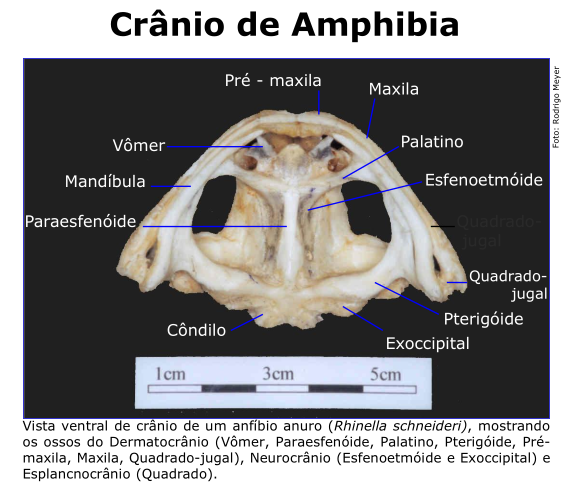 Crânio de Amphibia
Foto: Rodrigo Meyer
Pré - maxila
Maxila
Vômer
Palatino
Mandíbula
Esfenoetmóide
Paraesfenóide
Quadrado-
jugal
Quadrado-
jugal
Pterigóide
Côndilo
Exoccipital
1cm 3cm 5cm
Vista ventral de crânio de um anfíbio anuro (Rhinella schneideri), mostrando
os ossos do Dermatocrânio (Vômer, Paraesfenóide, Palatino, Pterigóide, Pré-
maxila, Maxila, Quadrado-jugal), Neurocrânio (Esfenoetmóide e Exoccipital) e
Esplancnocrânio (Quadrado).